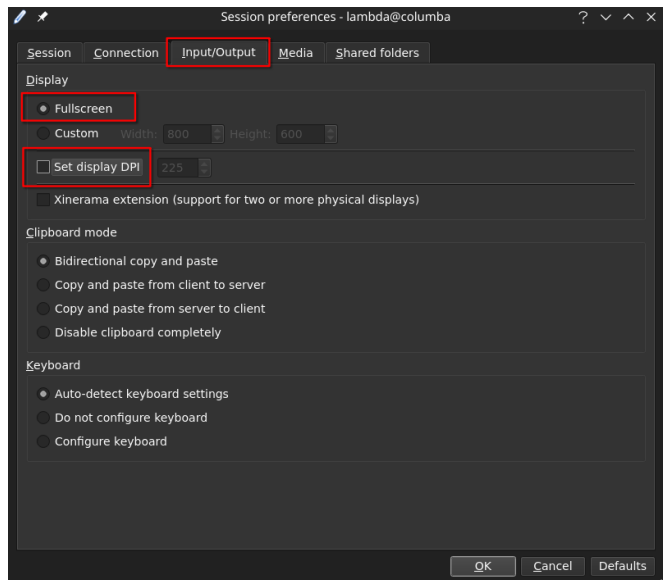 Session preferences - lambda@columba
Session Connection Input/Output Media Shared folders
Display
Fullscreen
Custom Width: 800 Height: 600
Set display DPI 225
Xinerama extension (support for two or more physical displays)
Clipboard mode
Bidirectional copy and paste
Copy and paste from client to server
Copy and paste from server to client
Disable clipboard completely
Keyboard
Auto-detect keyboard settings
Do not configure keyboard
Configure keyboard
OK Cancel Defaults